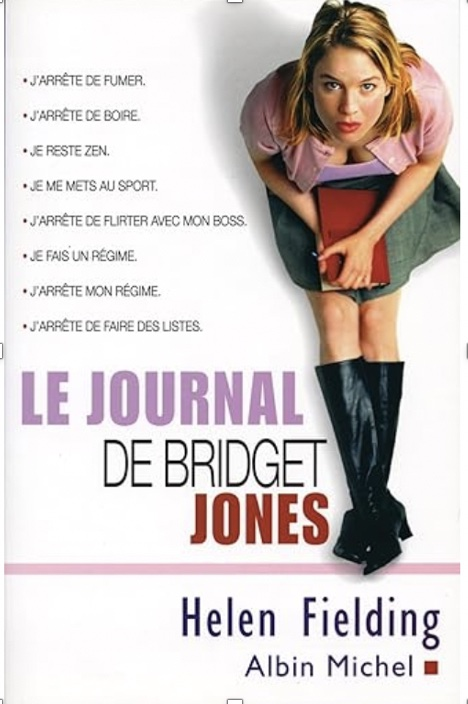 • J'ARRÊTE DE FUMER.
• J'ARRÊTE DE BOIRE.
• JE RESTE ZEN.
• JE ME METS AU SPORT.
• J'ARRÊTE DE FLIRTER AVEC MON BOSS.
• JE FAIS UN RÉGIME.
• J'ARRÊTE MON RÉGIME.
• J'ARRÊTE DE FAIRE DES LISTES.
LE JOURNAL
DE BRIDGET
JONES
Helen Fielding
Albin Michel